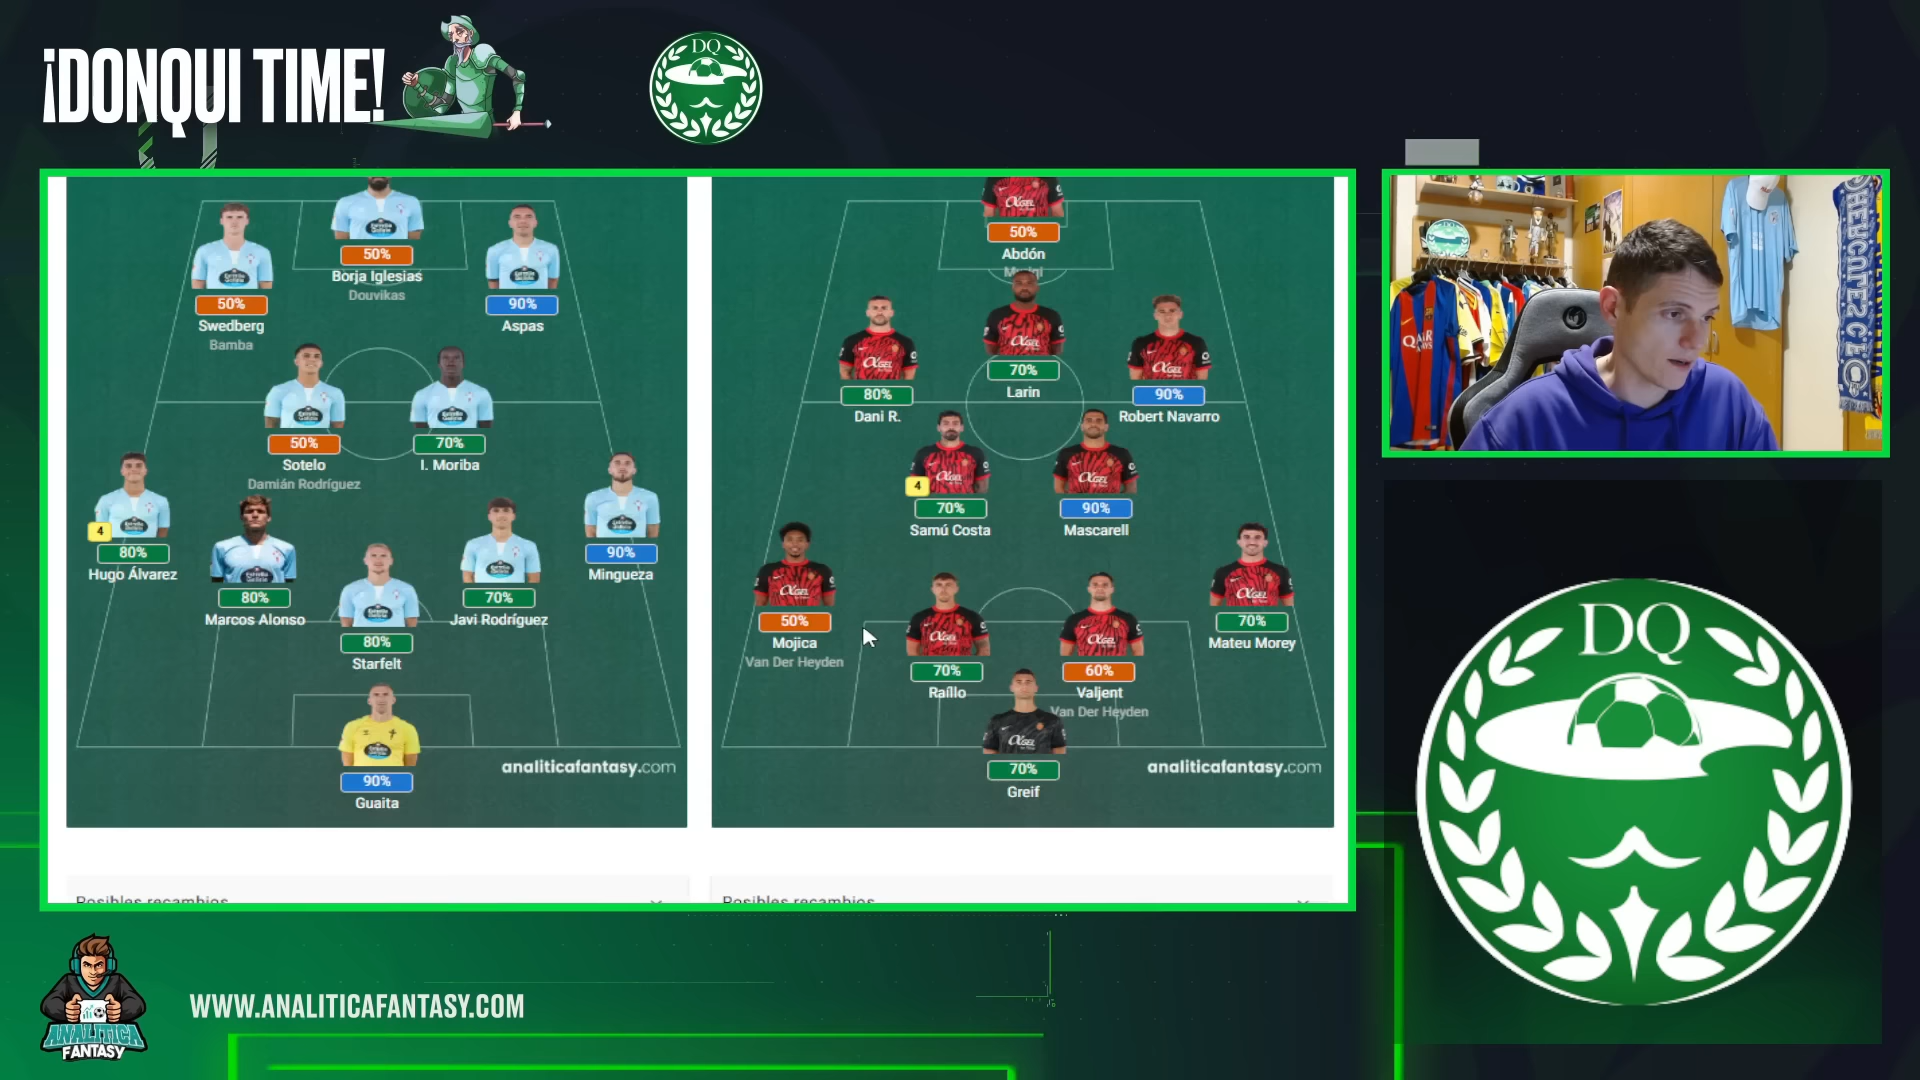 ¡DONQUI TIME!
DQ
50%
Borja Iglesias
Douvikas
50%
Swedberg
Bamba
90%
Aspas
50%
Sotelo
Damián Rodríguez
70%
I. Moriba
4
80%
Hugo Álvarez
80%
Marcos Alonso
80%
Starfelt
70%
Javi Rodríguez
90%
Mingueza
90%
Guaita
analiticafantasy.com
50%
Abdón
80%
Dani R.
70%
Larin
90%
Robert Navarro
4
70%
Samú Costa
90%
Mascarell
50%
Mojica
Van Der Heyden
70%
Raíllo
60%
Valjent
Van Der Heyden
70%
Mateu Morey
70%
Greif
analiticafantasy.com
Posibles recambios
Posibles recambios
DQ
ANALITICA
FANTASY
WWW.ANALITICAFANTASY.COM